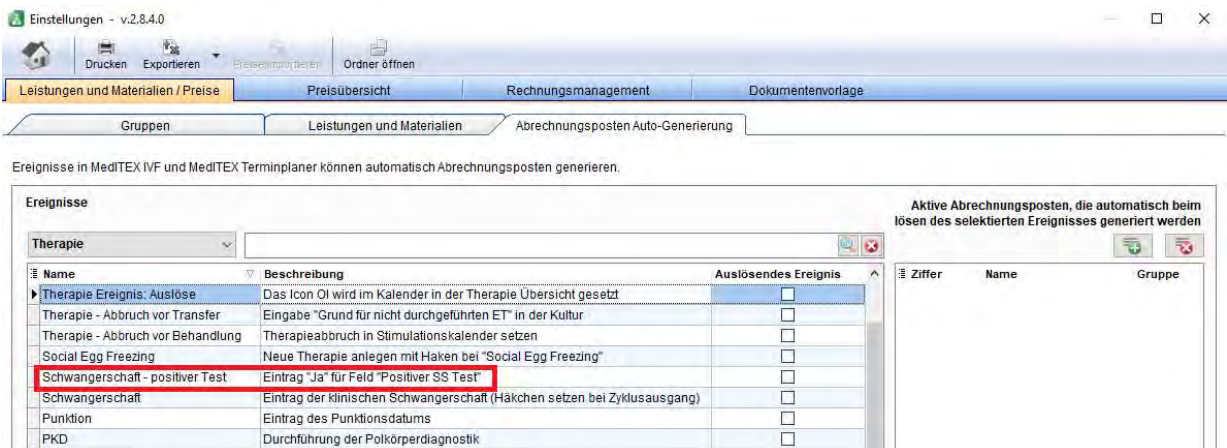 Einstellungen - v.2.8.4.0
Drucken Exportieren Preise importieren Ordner öffnen
Leistungen und Materialien / Preise Preisübersicht Rechnungsmanagement Dokumentenvorlage
Gruppen Leistungen und Materialien Abrechnungsposten Auto-Generierung
Ereignisse in MedITEX IVF und MedITEX Terminplaner können automatisch Abrechnungsposten generieren.
Ereignisse
Aktive Abrechnungsposten, die automatisch beim
lösen des selektierten Ereignisses generiert werden
Therapie
Name Beschreibung Auslösendes Ereignis Ziffer Name Gruppe
Therapie Ereignis: Auslöse Das Icon OI wird im Kalender in der Therapie Übersicht gesetzt
Therapie - Abbruch vor Transfer Eingabe "Grund für nicht durchgeführten ET" in der Kultur
Therapie - Abbruch vor Behandlung Therapieabbruch in Stimulationskalender setzen
Social Egg Freezing Neue Therapie anlegen mit Haken bei "Social Egg Freezing"
Schwangerschaft - positiver Test Eintrag "Ja" für Feld "Positiver SS Test"
Schwangerschaft Eintrag der klinischen Schwangerschaft (Häkchen setzen bei Zyklusausgang)
Punktion Eintrag des Punktionsdatums
PKD Durchführung der Polkörperdiagnostik